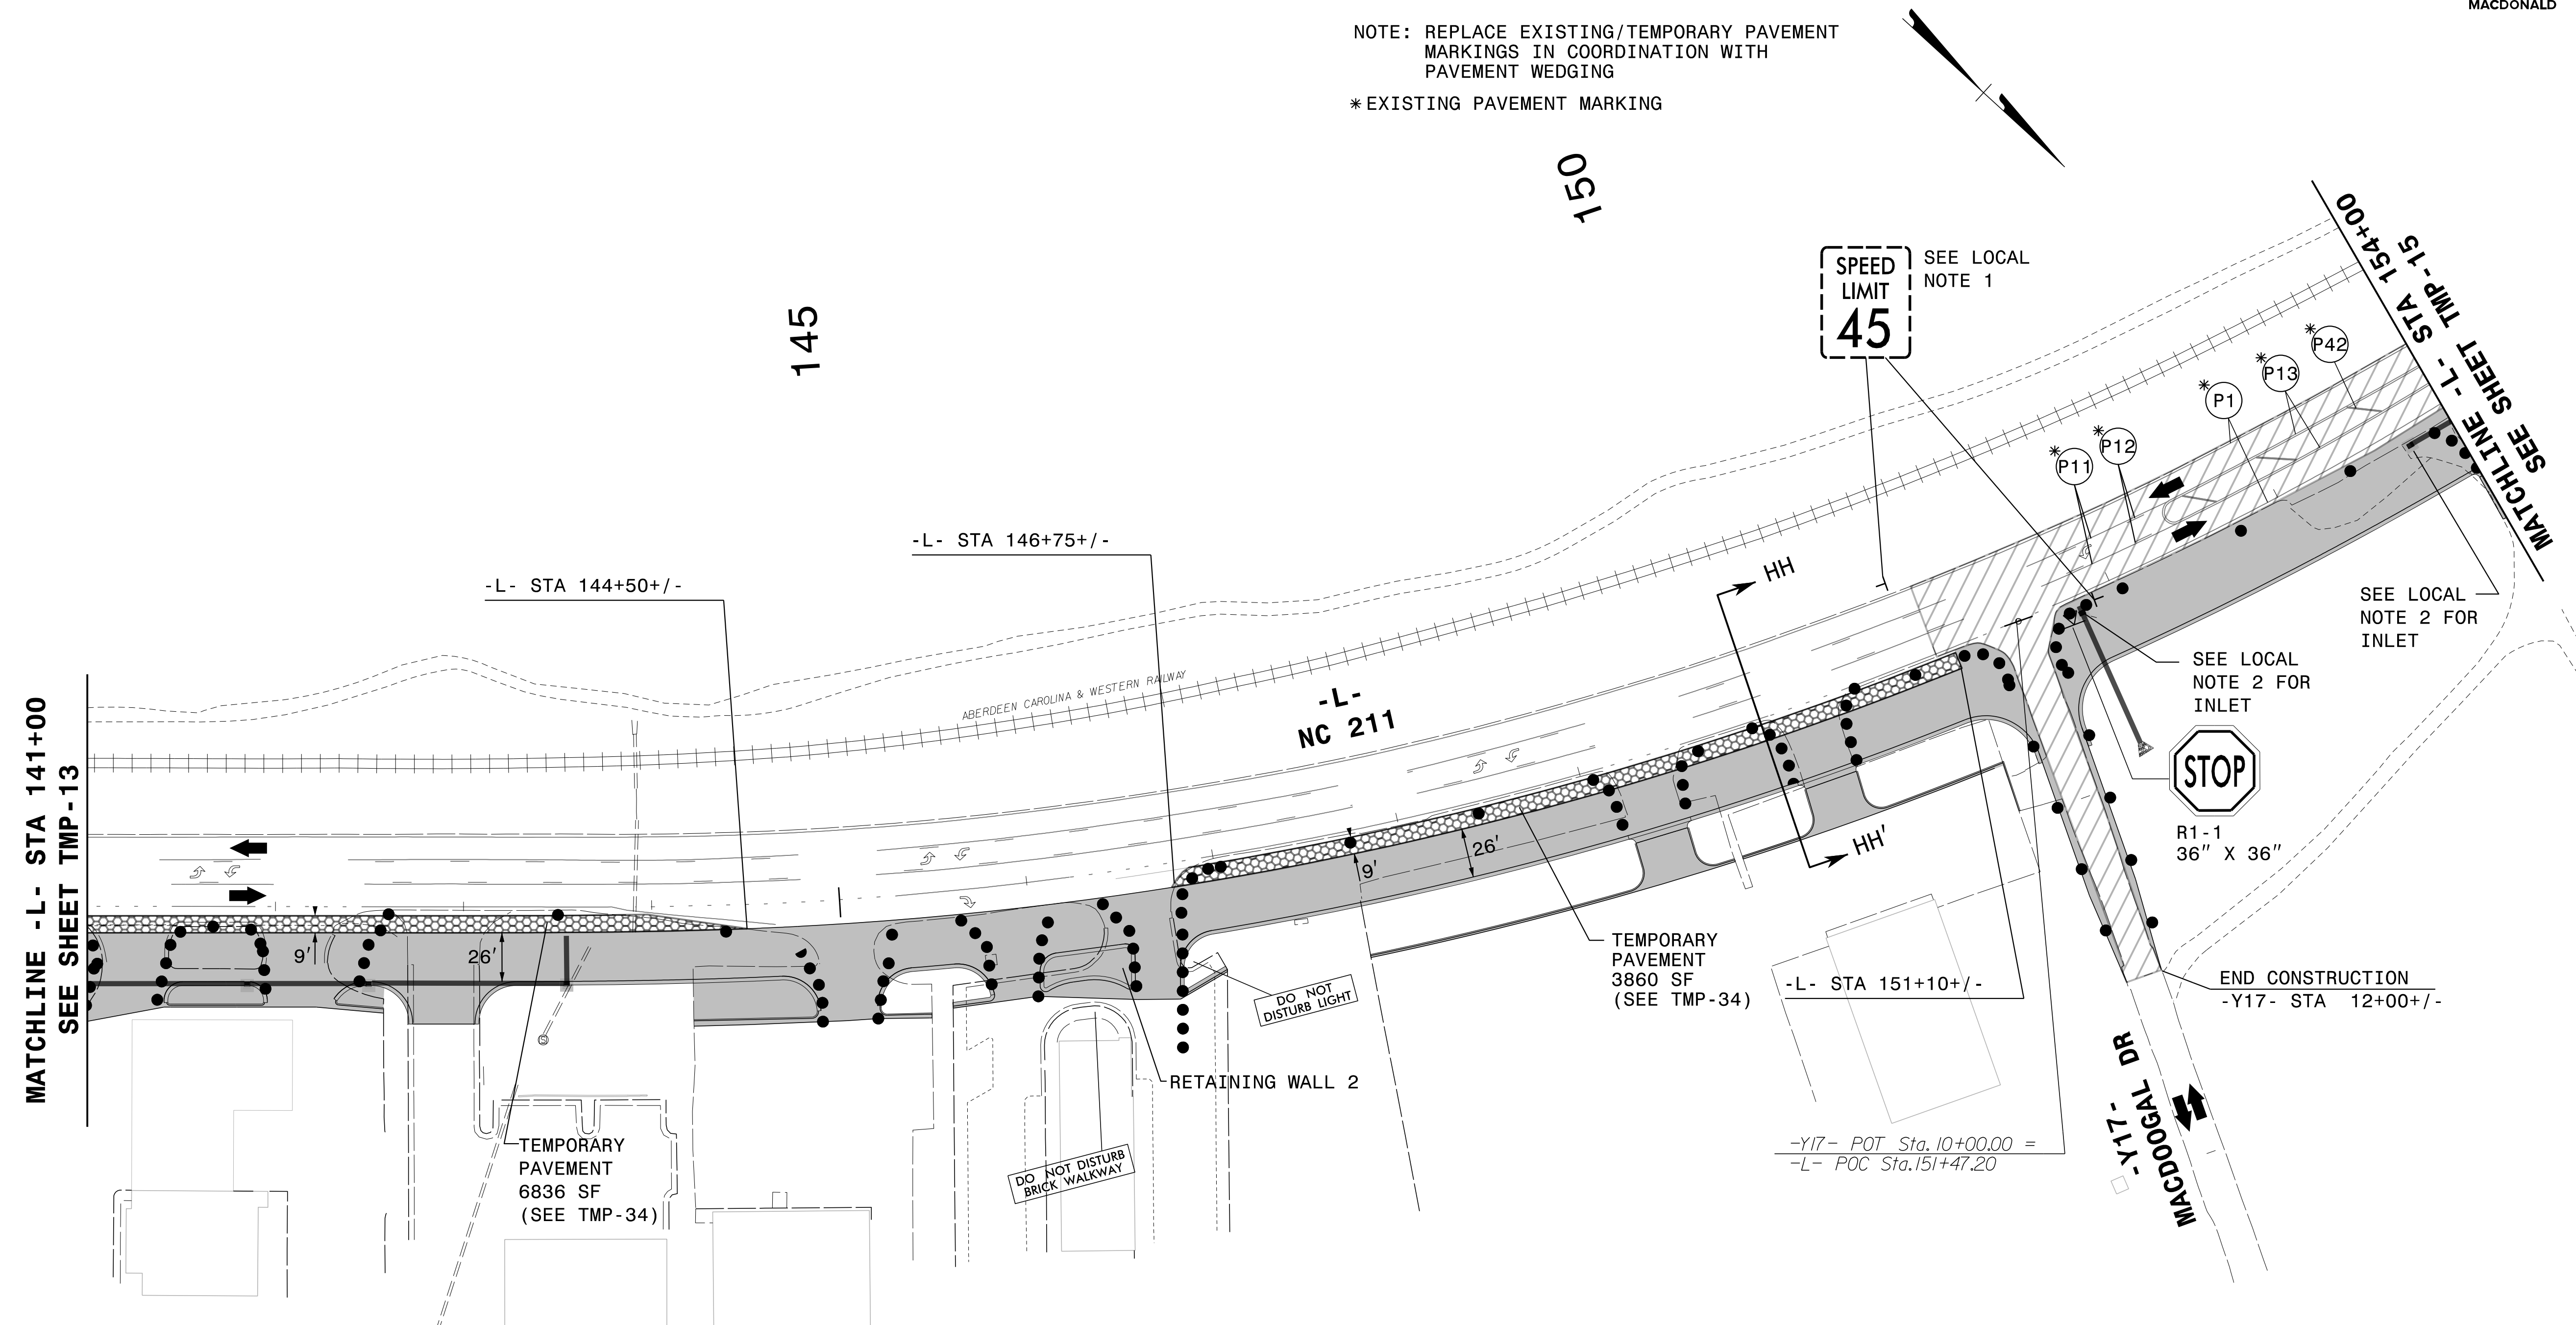 MACDONALD
NOTE: REPLACE EXISTING/TEMPORARY PAVEMENT
MARKINGS IN COORDINATION WITH
PAVEMENT WEDGING
* EXISTING PAVEMENT MARKING
145
150
SPEED
LIMIT
45
SEE LOCAL
NOTE 1
MATCHLINE -L- STA 154+00
SEE SHEET TMP-15
*P11
*P12
*P1
*P13
*P42
-L- STA 144+50+/-
-L- STA 146+75+/-
HH
HH'
ABERDEEN CAROLINA & WESTERN RAILWAY
-L-
NC 211
MATCHLINE -L- STA 141+00
SEE SHEET TMP-13
9'
26'
9'
26'
SEE LOCAL
NOTE 2 FOR
INLET
SEE LOCAL
NOTE 2 FOR
INLET
STOP
R1-1
36" X 36"
TEMPORARY
PAVEMENT
3860 SF
(SEE TMP-34)
-L- STA 151+10+/-
END CONSTRUCTION
-Y17- STA 12+00+/-
DO NOT
DISTURB LIGHT
RETAINING WALL 2
DO NOT DISTURB
BRICK WALKWAY
TEMPORARY
PAVEMENT
6836 SF
(SEE TMP-34)
S
-Y17- POT Sta. 10+00.00 =
-L- POC Sta. 151+47.20
-Y17-
MACDOOGAL DR